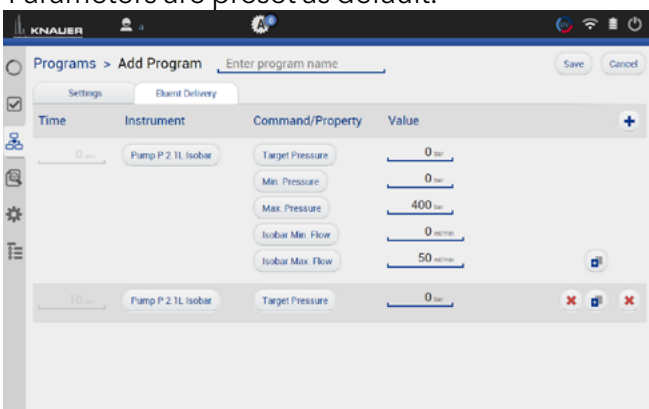 Parameters are preset as default.
KNAUER a
Programs > Add Program Enter program name Save Cancel
Settings Eluent Delivery
Time Instrument Command/Property Value
0 Pump P 2.1L Isobar Target Pressure 0 bar
Min. Pressure 0 bar
Max. Pressure 400 bar
Isobar Min. Flow 0 ml/min
Isobar Max. Flow 50 ml/min
10 Pump P 2.1L Isobar Target Pressure 0 bar